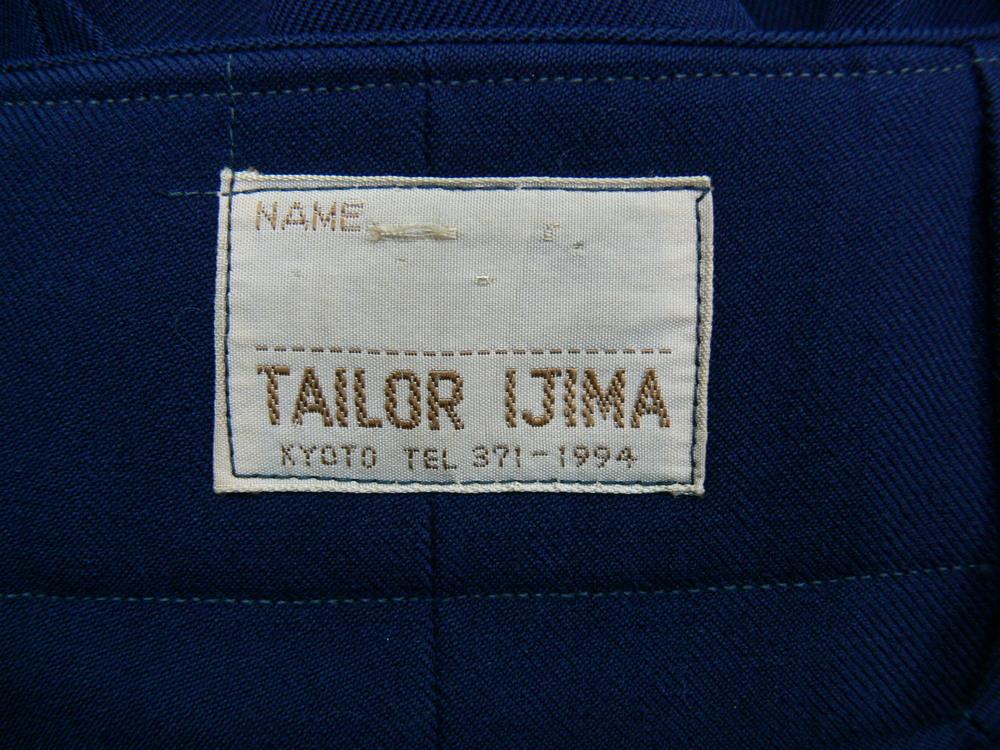 NAME
TAILOR IJIMA
KYOTO TEL 371-1994